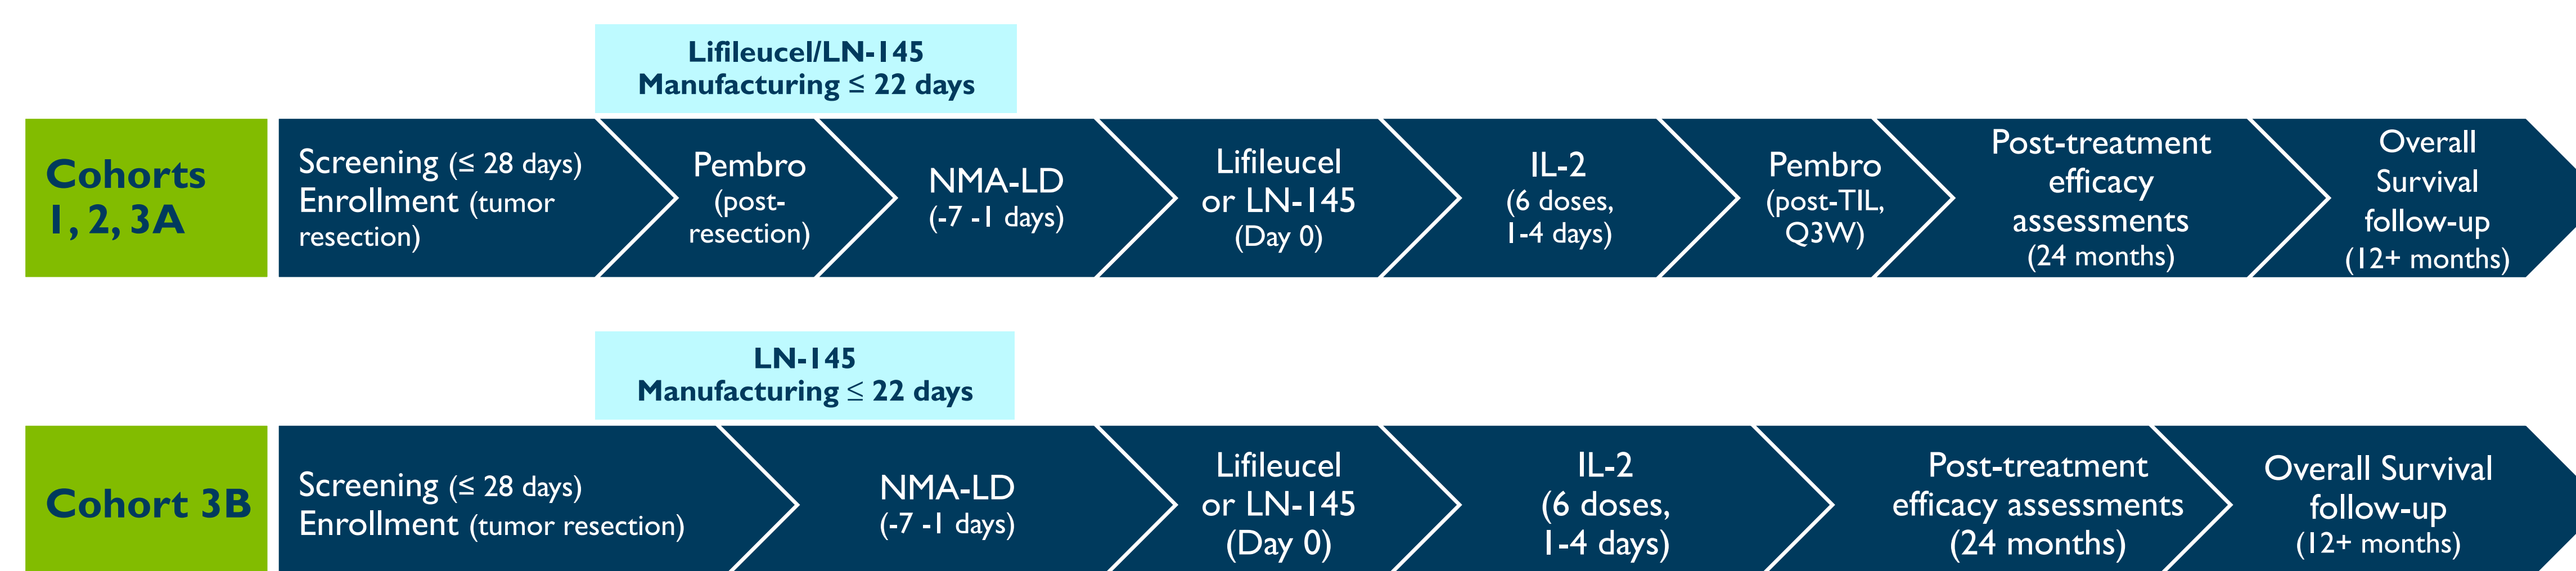 Lifileucel/LN-145
Manufacturing ≤ 22 days
Cohorts
1, 2, 3A
Screening (≤ 28 days)
Enrollment (tumor
resection)
Pembro
(post-
resection)
NMA-LD
(-7 -1 days)
Lifileucel
or LN-145
(Day 0)
IL-2
(6 doses,
1-4 days)
Pembro
(post-TIL,
Q3W)
Post-treatment
efficacy
assessments
(24 months)
Overall
Survival
follow-up
(12+ months)
LN-145
Manufacturing ≤ 22 days
Cohort 3B
Screening (≤ 28 days)
Enrollment (tumor resection)
NMA-LD
(-7 -1 days)
Lifileucel
or LN-145
(Day 0)
IL-2
(6 doses,
1-4 days)
Post-treatment
efficacy assessments
(24 months)
Overall Survival
follow-up
(12+ months)